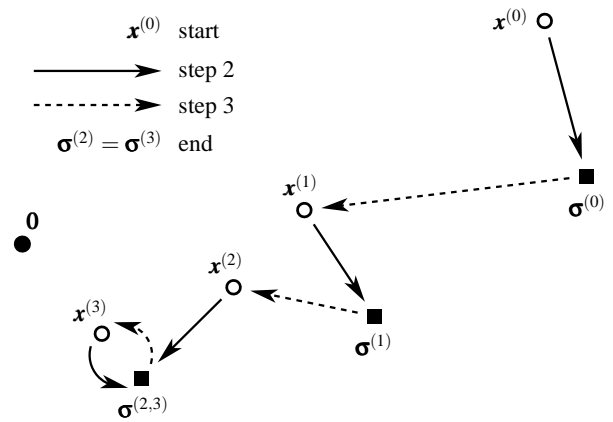 x^(0) start
x^(0)
step 2
step 3
σ^(2) = σ^(3) end
x^(1)
σ^(0)
0
x^(2)
x^(3)
σ^(1)
σ^(2,3)